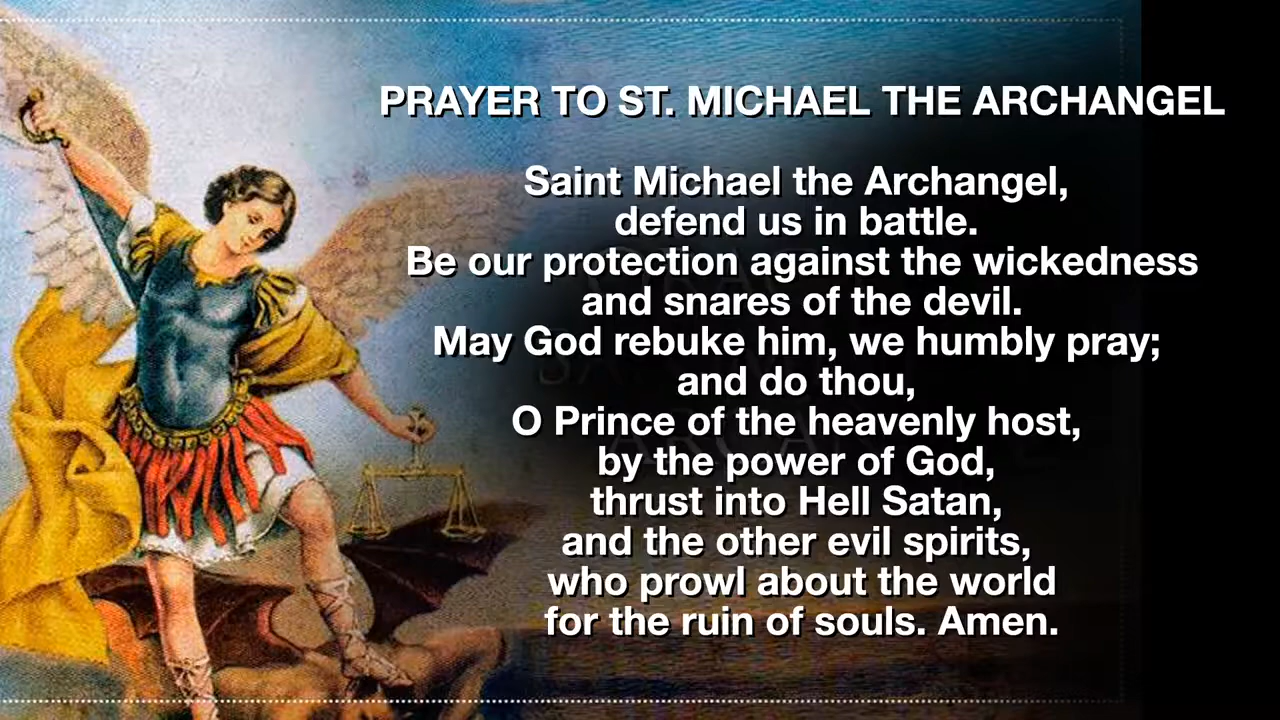 PRAYER TO ST. MICHAEL THE ARCHANGEL
Saint Michael the Archangel,
defend us in battle.
Be our protection against the wickedness
and snares of the devil.
May God rebuke him, we humbly pray;
and do thou,
O Prince of the heavenly host,
by the power of God,
thrust into Hell Satan,
and the other evil spirits,
who prowl about the world
for the ruin of souls. Amen.